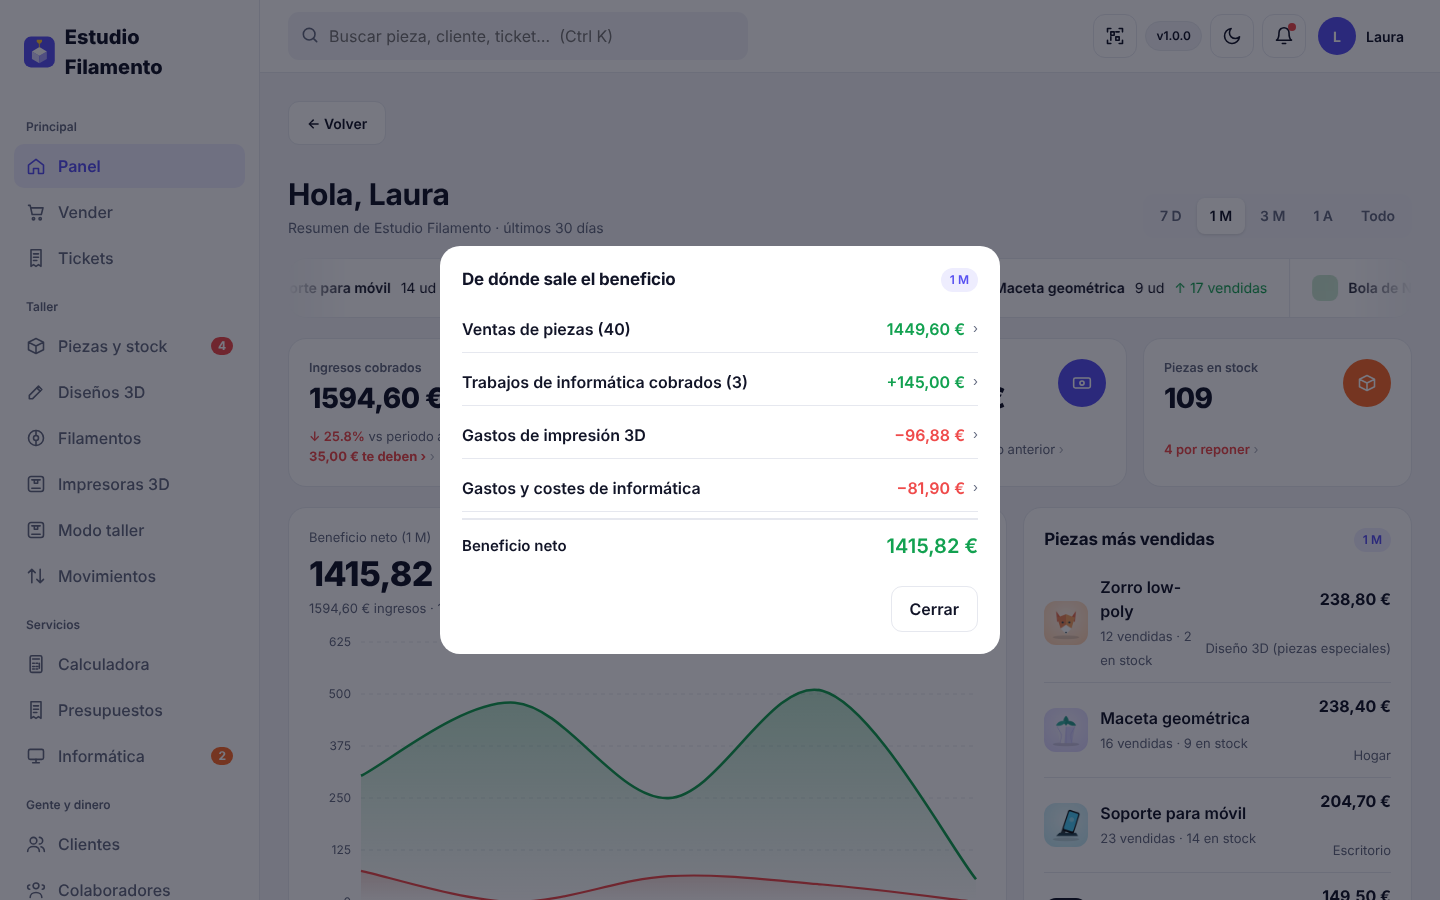 Estudio
Filamento
Buscar pieza, cliente, ticket... (Ctrl K)
v1.0.0
L
Laura
Principal
Panel
Vender
Tickets
Taller
Piezas y stock 4
Diseños 3D
Filamentos
Impresoras 3D
Modo taller
Movimientos
Servicios
Calculadora
Presupuestos
Informática 2
Gente y dinero
Clientes
Colaboradores
← Volver
Hola, Laura
Resumen de Estudio Filamento · últimos 30 días
7 D 1 M 3 M 1 A Todo
para móvil 14 ud
Maceta geométrica 9 ud ↑ 17 vendidas
Bola de
Ingresos cobrados
1594,60 €
↓ 25.8% vs periodo
35,00 € te deben › ›
anterior ›
Piezas en stock
109
4 por reponer ›
De dónde sale el beneficio 1 M
Ventas de piezas (40) 1449,60 € ›
Trabajos de informática cobrados (3) +145,00 € ›
Gastos de impresión 3D −96,88 € ›
Gastos y costes de informática −81,90 € ›
Beneficio neto 1415,82 €
Cerrar
Beneficio neto (1 M)
1415,82
1594,60 € ingresos ·
625
500
375
250
125
Piezas más vendidas 1 M
Zorro low-
poly
238,80 €
12 vendidas · 2
en stock
Diseño 3D (piezas especiales)
Maceta geométrica 238,40 €
16 vendidas · 9 en stock
Hogar
Soporte para móvil 204,70 €
23 vendidas · 14 en stock
Escritorio
149,50 €